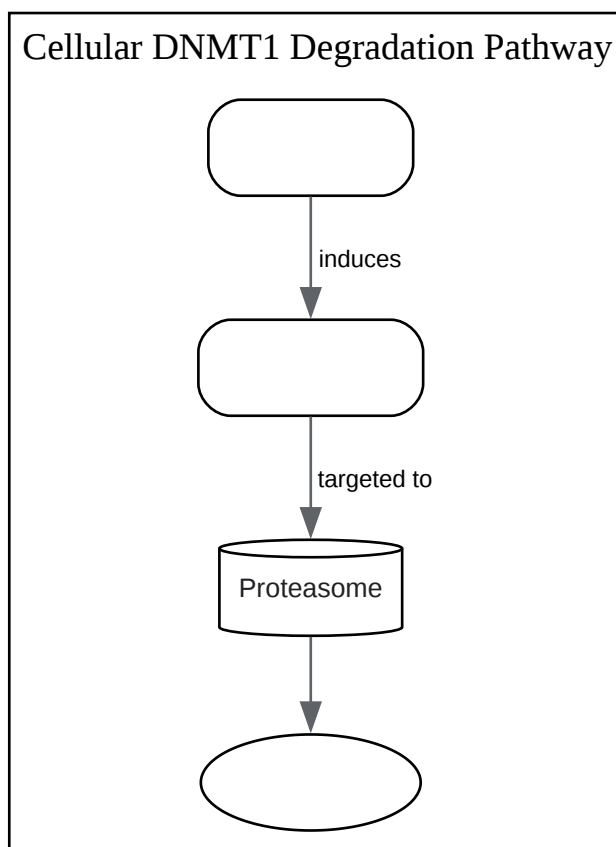 Cellular DNMT1 Degradation Pathway
induces
targeted to
Proteasome